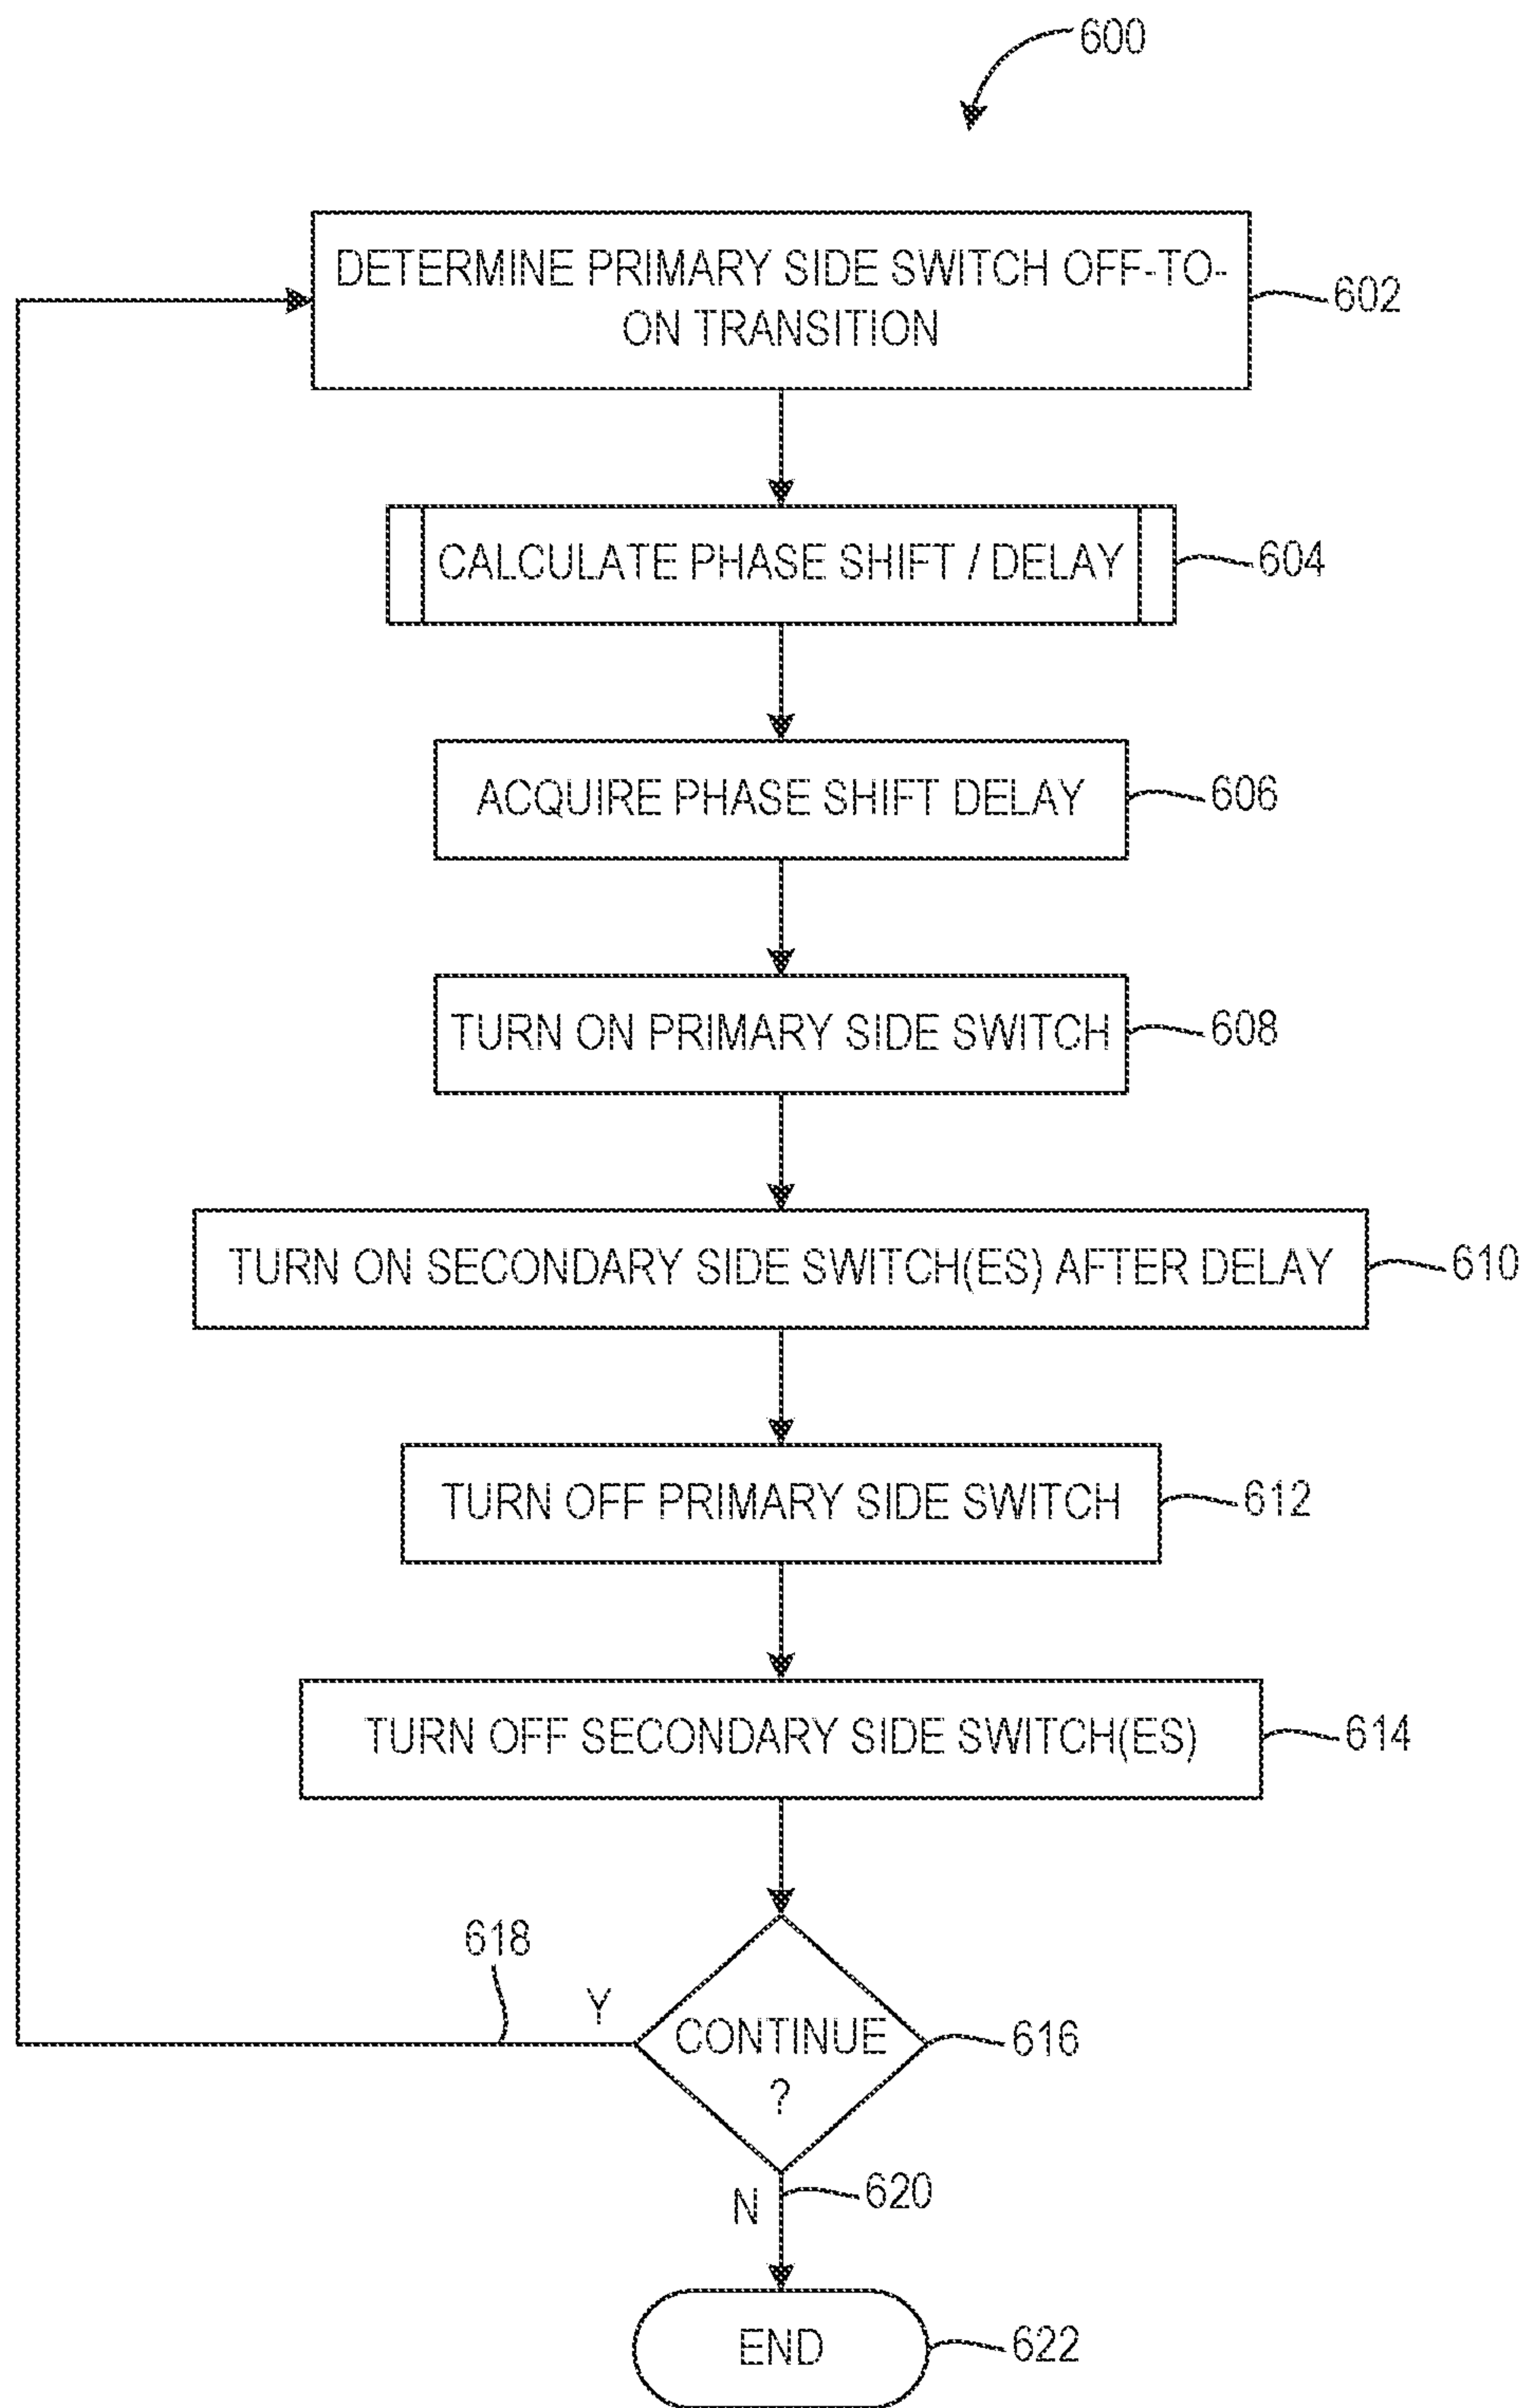 600
DETERMINE PRIMARY SIDE SWITCH OFF-TO-
ON TRANSITION
602
CALCULATE PHASE SHIFT / DELAY
604
ACQUIRE PHASE SHIFT DELAY
606
TURN ON PRIMARY SIDE SWITCH
608
TURN ON SECONDARY SIDE SWITCH(ES) AFTER DELAY
610
TURN OFF PRIMARY SIDE SWITCH
612
TURN OFF SECONDARY SIDE SWITCH(ES)
614
618
Y
CONTINUE
?
616
N
620
END
622